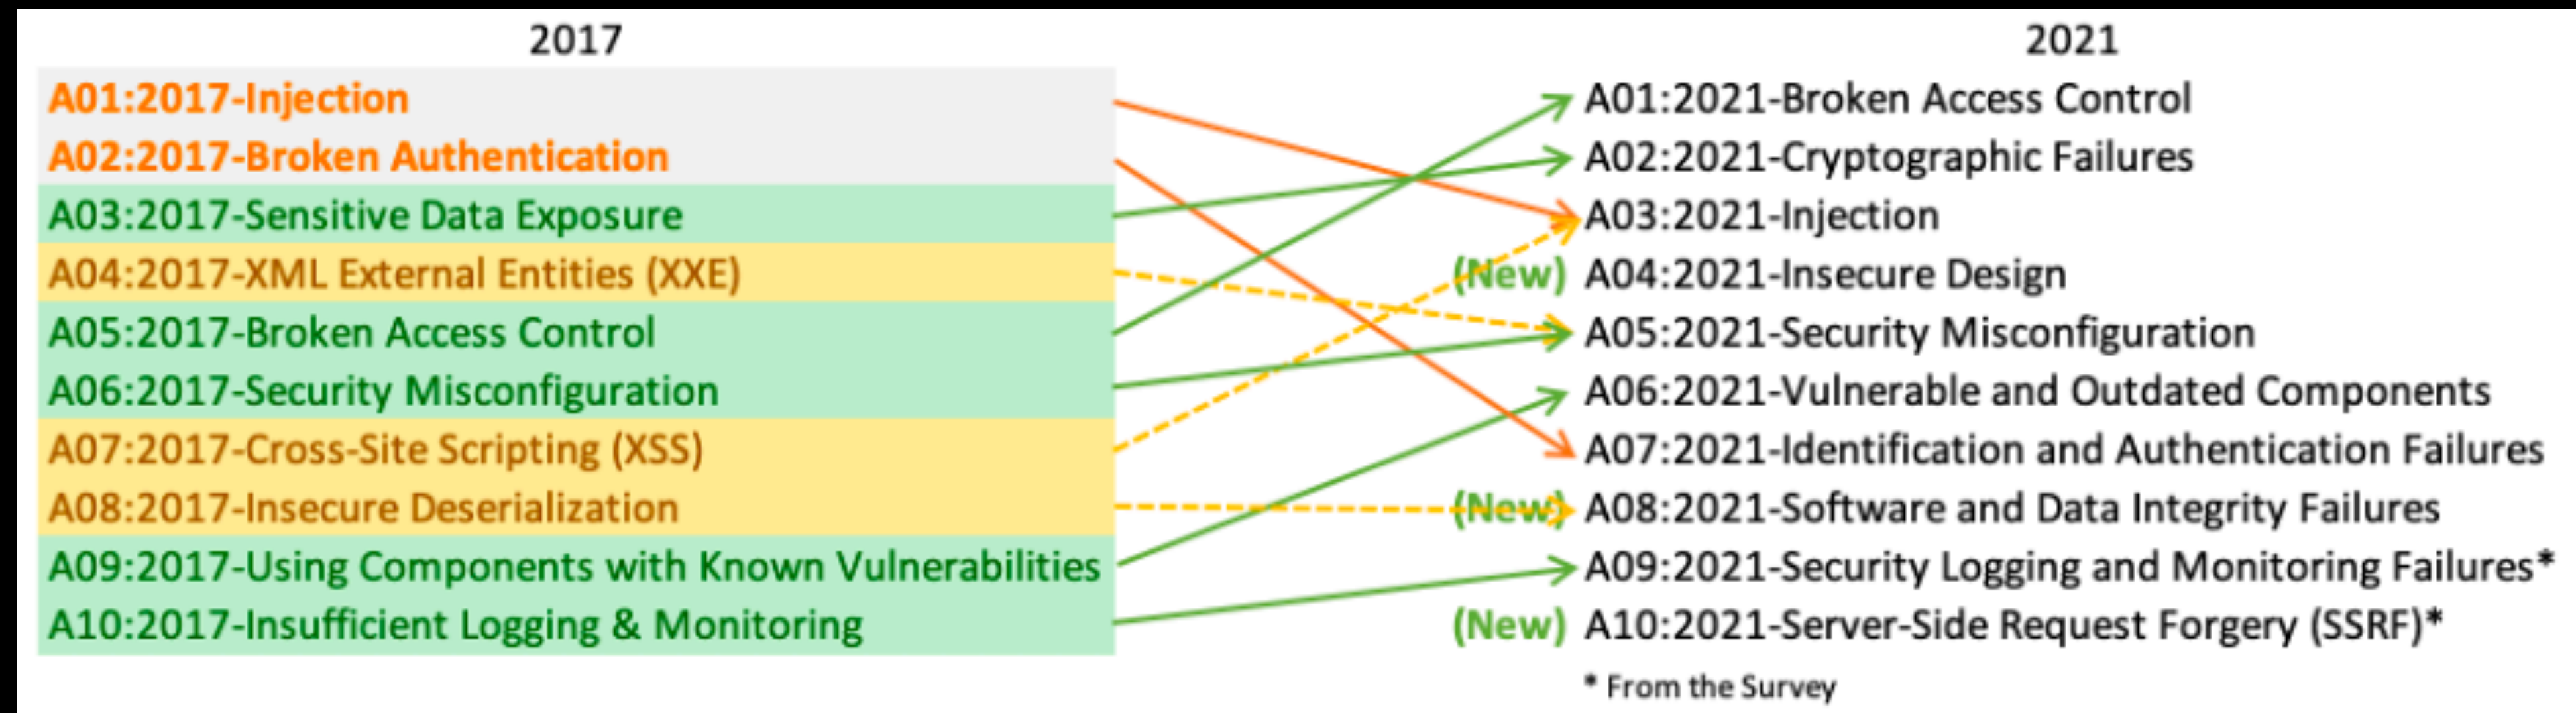 2017
A01:2017-Injection
A02:2017-Broken Authentication
A03:2017-Sensitive Data Exposure
A04:2017-XML External Entities (XXE)
A05:2017-Broken Access Control
A06:2017-Security Misconfiguration
A07:2017-Cross-Site Scripting (XSS)
A08:2017-Insecure Deserialization
A09:2017-Using Components with Known Vulnerabilities
A10:2017-Insufficient Logging & Monitoring
2021
A01:2021-Broken Access Control
A02:2021-Cryptographic Failures
A03:2021-Injection
(New) A04:2021-Insecure Design
A05:2021-Security Misconfiguration
A06:2021-Vulnerable and Outdated Components
A07:2021-Identification and Authentication Failures
(New) A08:2021-Software and Data Integrity Failures
A09:2021-Security Logging and Monitoring Failures*
(New) A10:2021-Server-Side Request Forgery (SSRF)*
* From the Survey